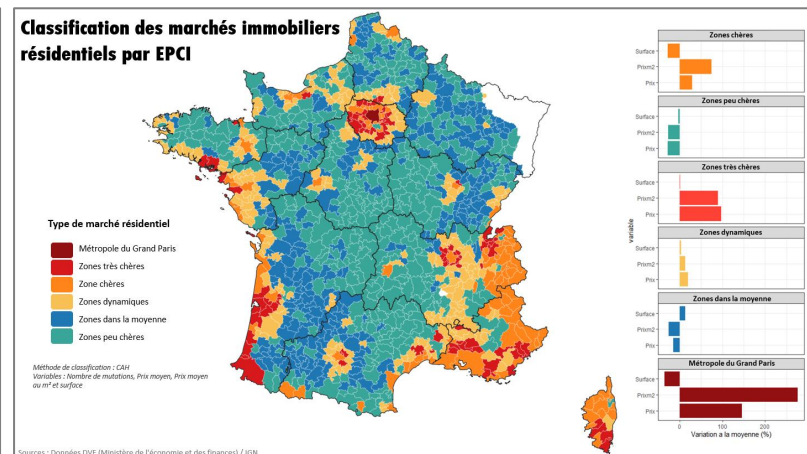 Classification des marchés immobiliers
résidentiels par EPCI
Type de marché résidentiel
Métropole du Grand Paris
Zones très chères
Zone chères
Zones dynamiques
Zones dans la moyenne
Zones peu chères
Méthode de classification : CAH
Variables : Nombre de mutations, Prix moyen, Prix moyen
au m² et surface
Sources : Données DVF (Ministère de l'économie et des finances) / IGN
variable
Zones chères
Surface
Prixm2
Prix
Zones peu chères
Surface
Prixm2
Prix
Zones très chères
Surface
Prixm2
Prix
Zones dynamiques
Surface
Prixm2
Prix
Zones dans la moyenne
Surface
Prixm2
Prix
Métropole du Grand Paris
Surface
Prixm2
Prix
0 100 200
Variation a la moyenne (%)